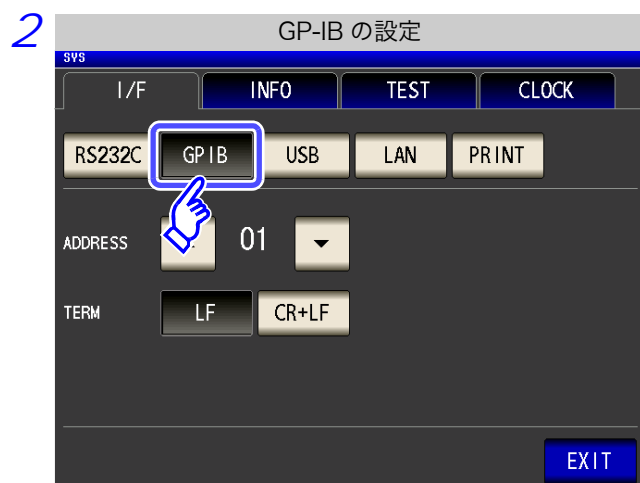 2 GP-IB の設定
SYS
I/F INFO TEST CLOCK
RS232C GPIB USB LAN PRINT
ADDRESS 01
TERM LF CR+LF
EXIT